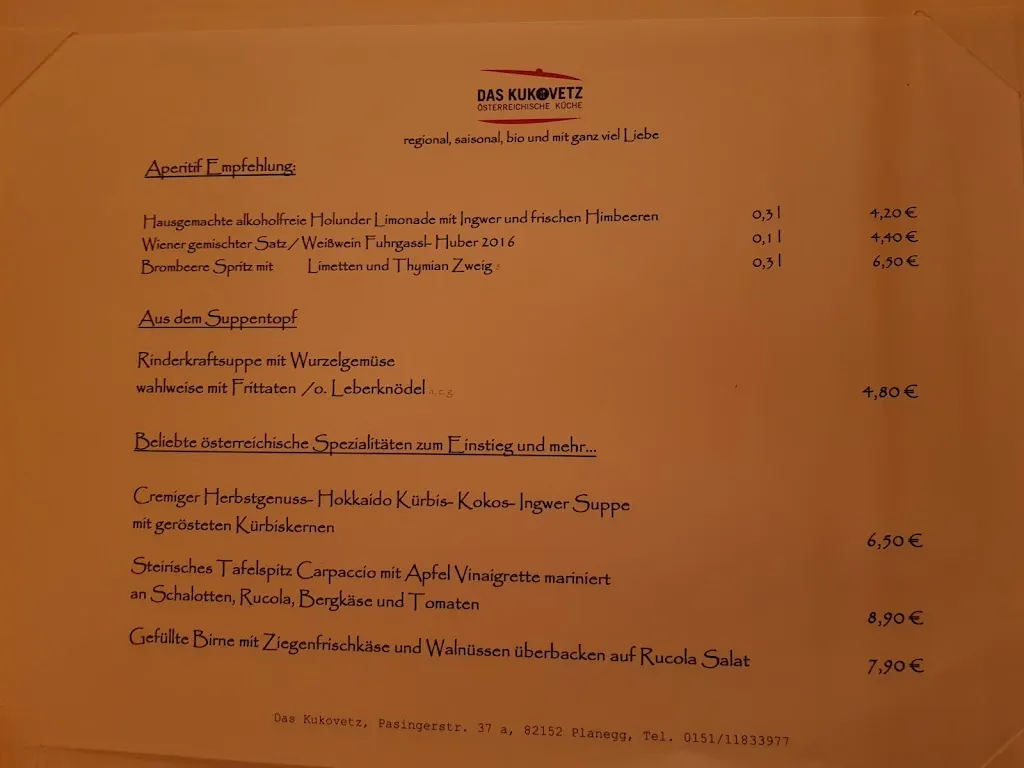 DAS KUKOVETZ
ÖSTERREICHISCHE KÜCHE
regional, saisonal, bio und mit ganz viel Liebe
Aperitif Empfehlung:
Hausgemachte alkoholfreie Holunder Limonade mit Ingwer und frischen Himbeeren 0,3 l 4,20 €
Wiener gemischter Satz / Weißwein Fuhrgassl- Huber 2016 0,1 l 4,40 €
Brombeere Spritz mit Limetten und Thymian Zweig 0,3 l 6,50 €
Aus dem Suppentopf
Rinderkraftsuppe mit Wurzelgemüse
wahlweise mit Frittaten /o. Leberknödel 4,80 €
Beliebte österreichische Spezialitäten zum Einstieg und mehr...
Cremiger Herbstgenuss- Hokkaido Kürbis- Kokos- Ingwer Suppe
mit gerösteten Kürbiskernen
6,50 €
Steirisches Tafelspitz Carpaccio mit Apfel Vinaigrette mariniert
an Schalotten, Rucola, Bergkäse und Tomaten
8,90 €
Gefüllte Birne mit Ziegenfrischkäse und Walnüssen überbacken auf Rucola Salat 7,90 €
Das Kukovetz, Pasingerstr. 37 a, 82152 Planegg, Tel. 0151/11833977